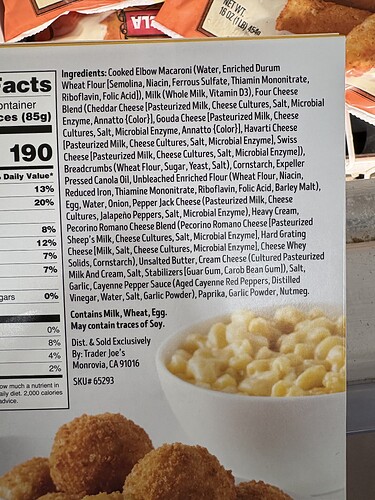 NET WT.
16 OZ (1 LB) 454g
Facts
ontainer
ces (85g)
190
Daily Value*
13%
20%
8%
12%
7%
7%
gars 0%
0%
8%
4%
2%
how much a nutrient in
aily diet. 2,000 calories
advice.
Ingredients: Cooked Elbow Macaroni (Water, Enriched Durum
Wheat Flour [Semolina, Niacin, Ferrous Sulfate, Thiamin Mononitrate,
Riboflavin, Folic Acid]), Milk (Whole Milk, Vitamin D3), Four Cheese
Blend (Cheddar Cheese [Pasteurized Milk, Cheese Cultures, Salt, Microbial
Enzyme, Annatto {Color}], Gouda Cheese [Pasteurized Milk, Cheese
Cultures, Salt, Microbial Enzyme, Annatto {Color}], Havarti Cheese
[Pasteurized Milk, Cheese Cultures, Salt, Microbial Enzyme], Swiss
Cheese [Pasteurized Milk, Cheese Cultures, Salt, Microbial Enzyme]),
Breadcrumbs (Wheat Flour, Sugar, Yeast, Salt), Cornstarch, Expeller
Pressed Canola Oil, Unbleached Enriched Flour (Wheat Flour, Niacin,
Reduced Iron, Thiamine Mononitrate, Riboflavin, Folic Acid, Barley Malt),
Egg, Water, Onion, Pepper Jack Cheese (Pasteurized Milk, Cheese
Cultures, Jalapeño Peppers, Salt, Microbial Enzyme), Heavy Cream,
Pecorino Romano Cheese Blend (Pecorino Romano Cheese [Pasteurized
Sheep's Milk, Cheese Cultures, Salt, Microbial Enzyme], Hard Grating
Cheese [Milk, Salt, Cheese Cultures, Microbial Enzyme], Cheese Whey
Solids, Cornstarch), Unsalted Butter, Cream Cheese (Cultured Pasteurized
Milk And Cream, Salt, Stabilizers [Guar Gum, Carob Bean Gum]), Salt,
Garlic, Cayenne Pepper Sauce (Aged Cayenne Red Peppers, Distilled
Vinegar, Water, Salt, Garlic Powder), Paprika, Garlic Powder, Nutmeg.
Contains Milk, Wheat, Egg.
May contain traces of Soy.
Dist. & Sold Exclusively
By: Trader Joe's
Monrovia, CA 91016
SKU# 65293